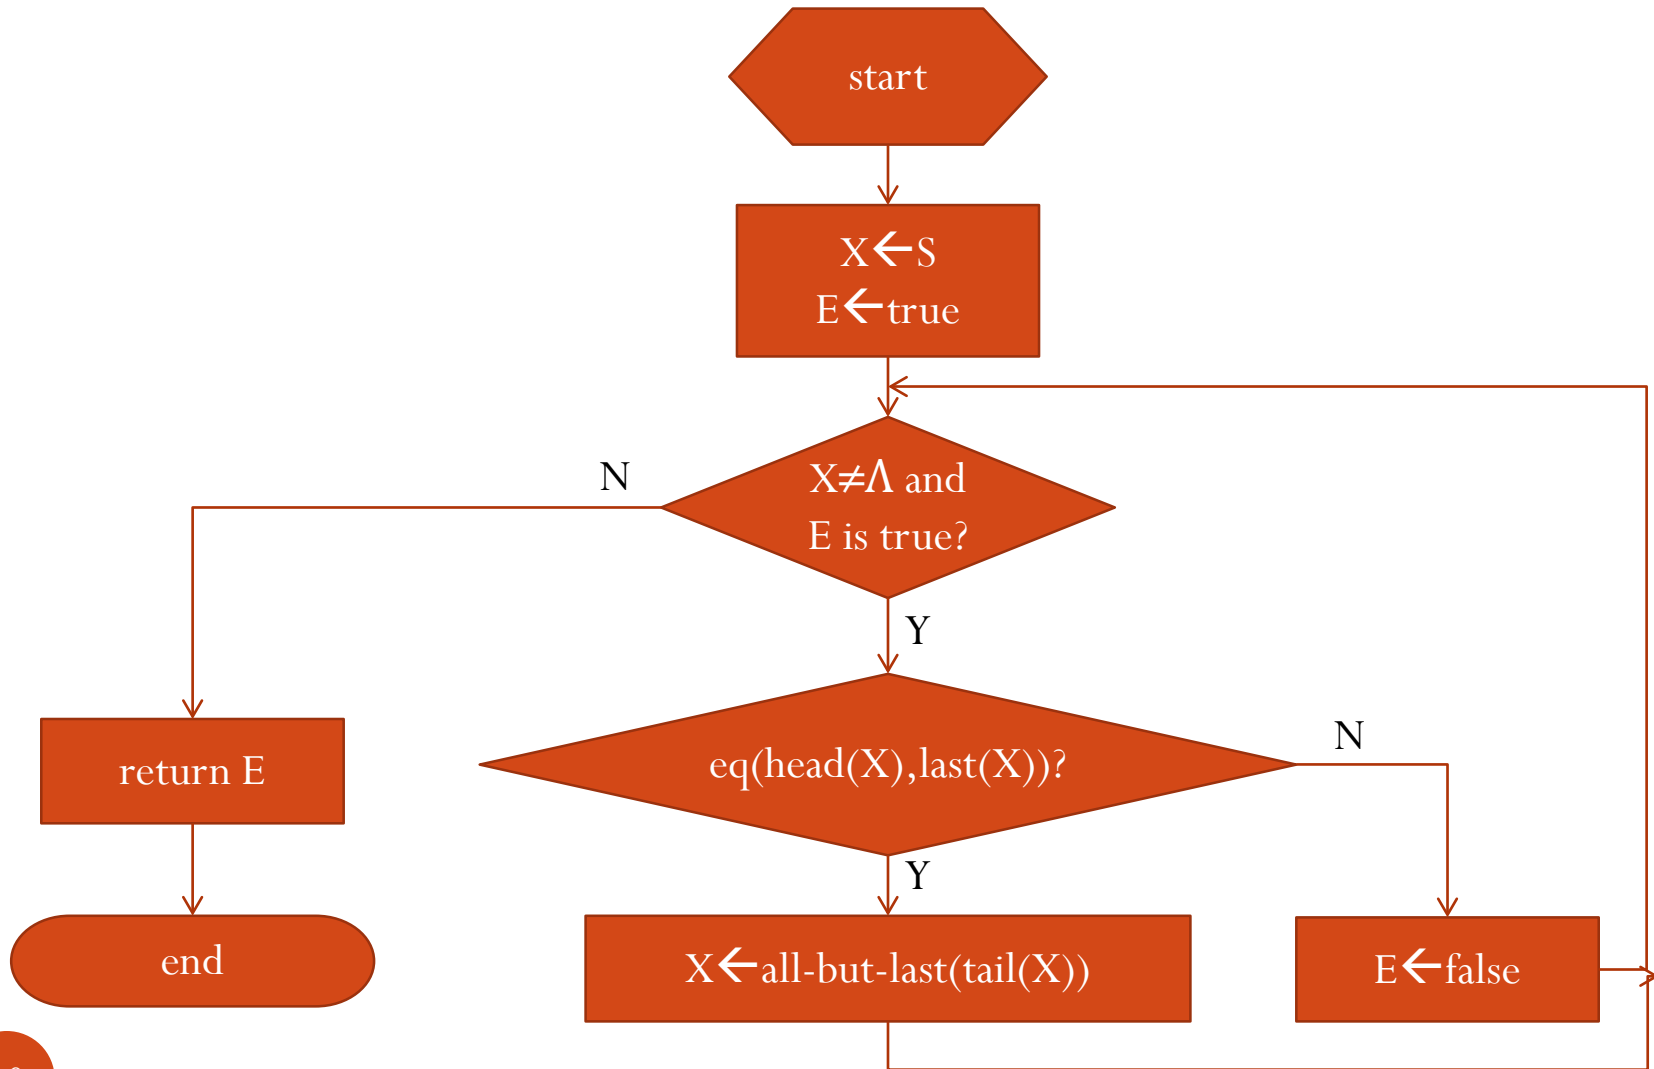 start
X←S
E←true
X≠Λ and
E is true?
N
Y
eq(head(X),last(X))?
N
return E
Y
X←all-but-last(tail(X))
E←false
end